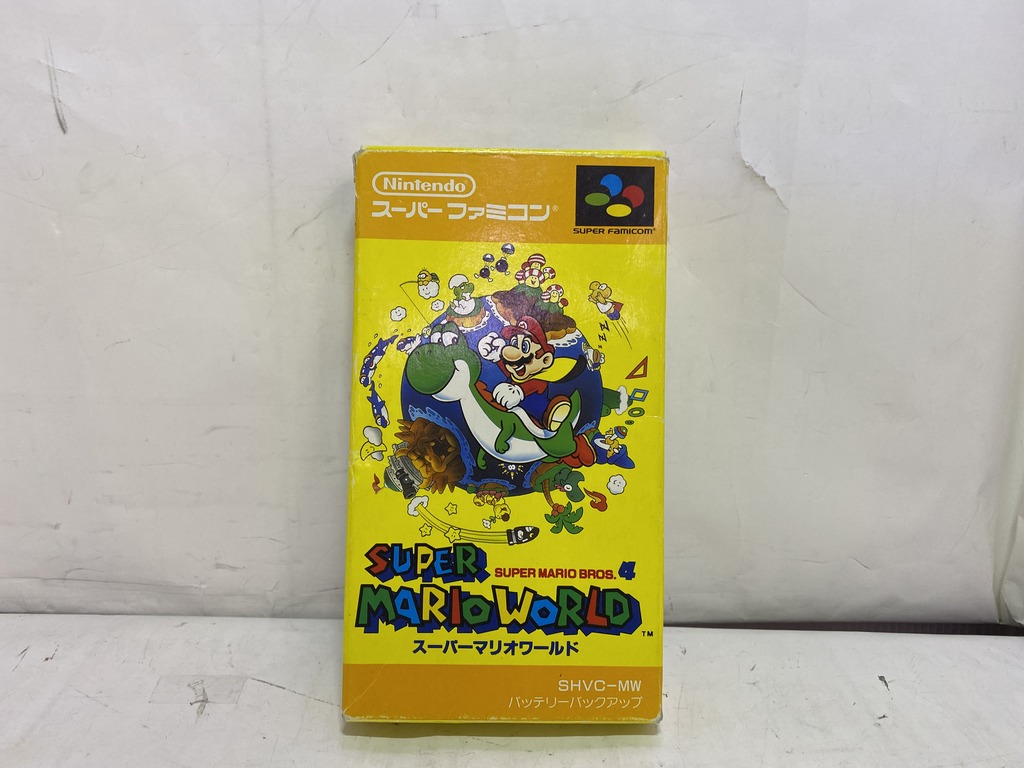 Nintendo
スーパーファミコン®
SUPER FAMICOM®
SUPER
SUPER MARIO BROS. 4
MARIO WORLD™
スーパーマリオワールド
SHVC-MW
バッテリーバックアップ